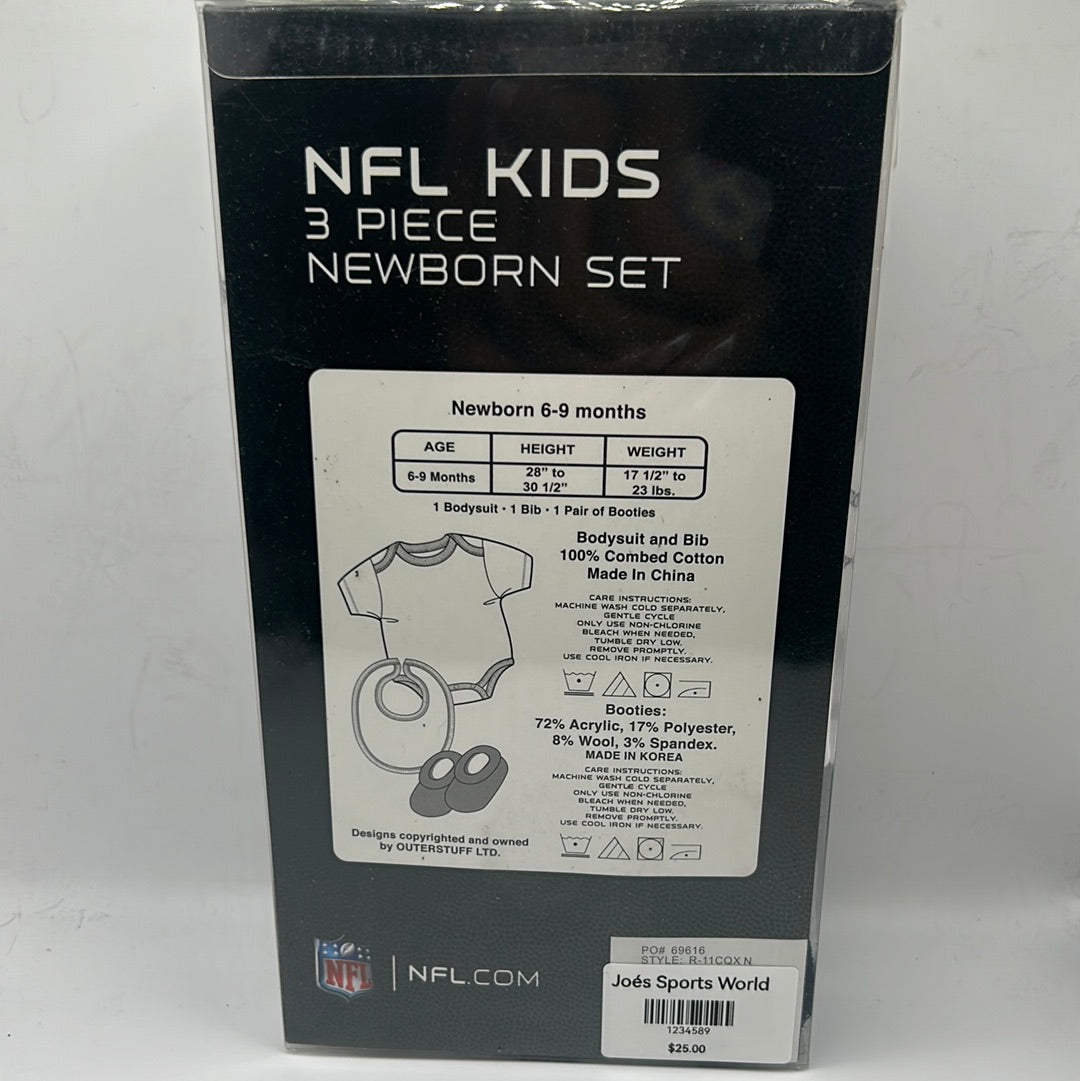 NFL KIDS
3 PIECE
NEWBORN SET
Newborn 6-9 months
AGE HEIGHT WEIGHT
6-9 Months 28" to 30 1/2" 17 1/2" to 23 lbs.
1 Bodysuit • 1 Bib • 1 Pair of Booties
Bodysuit and Bib
100% Combed Cotton
Made In China
CARE INSTRUCTIONS:
MACHINE WASH COLD SEPARATELY,
GENTLE CYCLE
ONLY USE NON-CHLORINE
BLEACH WHEN NEEDED,
TUMBLE DRY LOW.
REMOVE PROMPTLY.
USE COOL IRON IF NECESSARY.
Booties:
72% Acrylic, 17% Polyester,
8% Wool, 3% Spandex.
MADE IN KOREA
CARE INSTRUCTIONS:
MACHINE WASH COLD SEPARATELY,
GENTLE CYCLE
ONLY USE NON-CHLORINE
BLEACH WHEN NEEDED,
TUMBLE DRY LOW.
REMOVE PROMPTLY.
USE COOL IRON IF NECESSARY.
Designs copyrighted and owned
by OUTERSTUFF LTD.
NFL | NFL.COM
PO# 69616
STYLE: R-11CQX N
Joés Sports World
1234589
$25.00